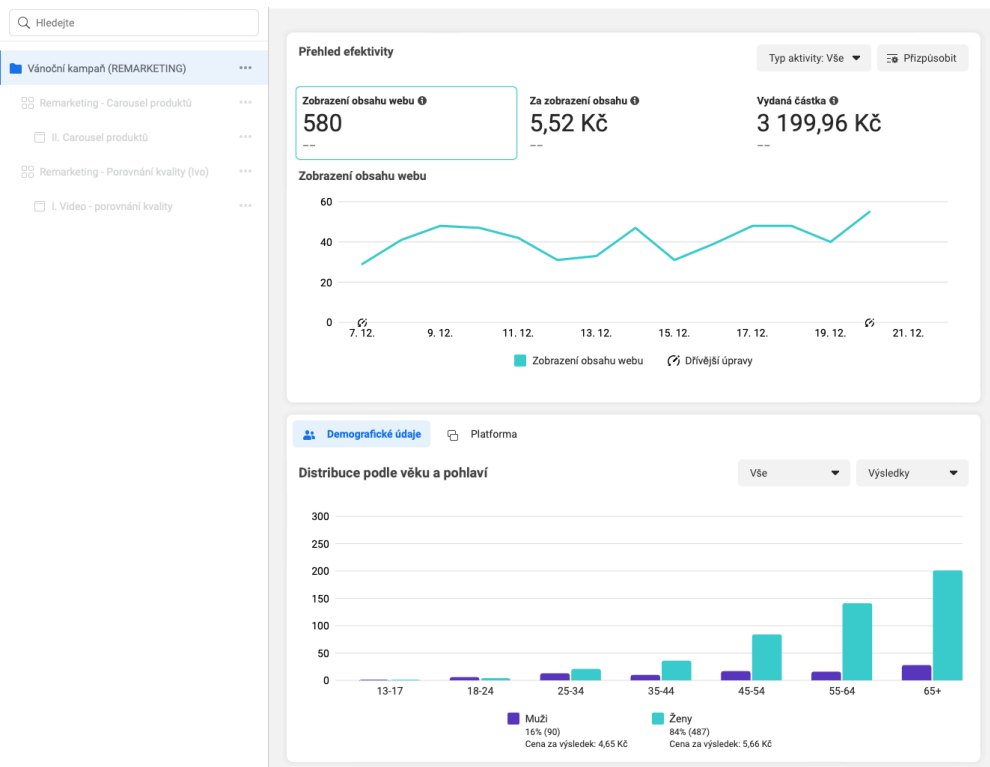 Hledejte
Vánoční kampaň (REMARKETING)
Remarketing - Carousel produktů
II. Carousel produktů
Remarketing - Porovnání kvality (Ivo)
I. Video - porovnání kvality
Přehled efektivity
Typ aktivity: Vše
Přizpůsobit
Zobrazení obsahu webu
580
--
Za zobrazení obsahu
5,52 Kč
--
Vydaná částka
3 199,96 Kč
--
Zobrazení obsahu webu
60
40
20
0
7. 12. 9. 12. 11. 12. 13. 12. 15. 12. 17. 12. 19. 12. 21. 12.
Zobrazení obsahu webu Dřívější úpravy
Demografické údaje Platforma
Distribuce podle věku a pohlaví
Vše Výsledky
300
250
200
150
100
50
0
13-17 18-24 25-34 35-44 45-54 55-64 65+
Muži
16% (90)
Cena za výsledek: 4,65 Kč
Ženy
84% (487)
Cena za výsledek: 5,66 Kč